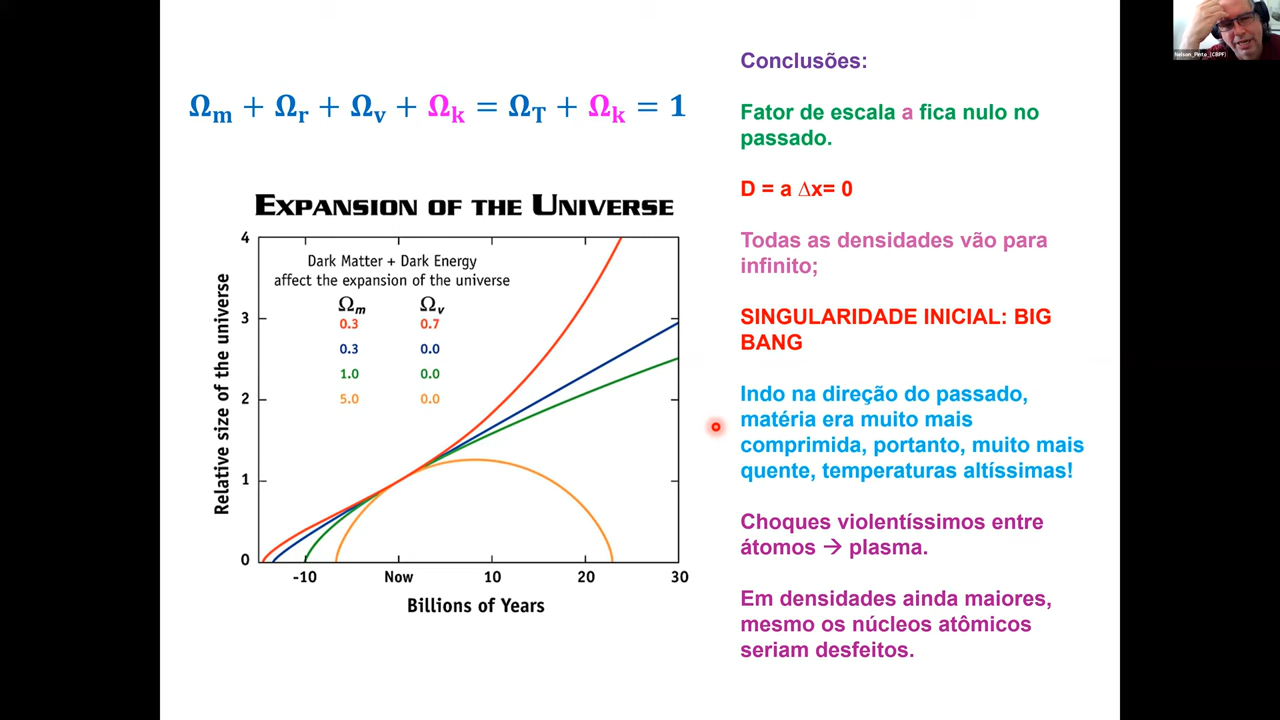 Nelson_Pinto_(CBPF)
Ωm + Ωr + Ωv + Ωk = ΩT + Ωk = 1
EXPANSION OF THE UNIVERSE
Dark Matter + Dark Energy
affect the expansion of the universe
Ωm Ωv
0.3 0.7
0.3 0.0
1.0 0.0
5.0 0.0
Relative size of the universe
4
3
2
1
0
-10 Now 10 20 30
Billions of Years
Conclusões:
Fator de escala a fica nulo no
passado.
D = a ∆x= 0
Todas as densidades vão para
infinito;
SINGULARIDADE INICIAL: BIG
BANG
Indo na direção do passado,
matéria era muito mais
comprimida, portanto, muito mais
quente, temperaturas altíssimas!
Choques violentíssimos entre
átomos → plasma.
Em densidades ainda maiores,
mesmo os núcleos atômicos
seriam desfeitos.